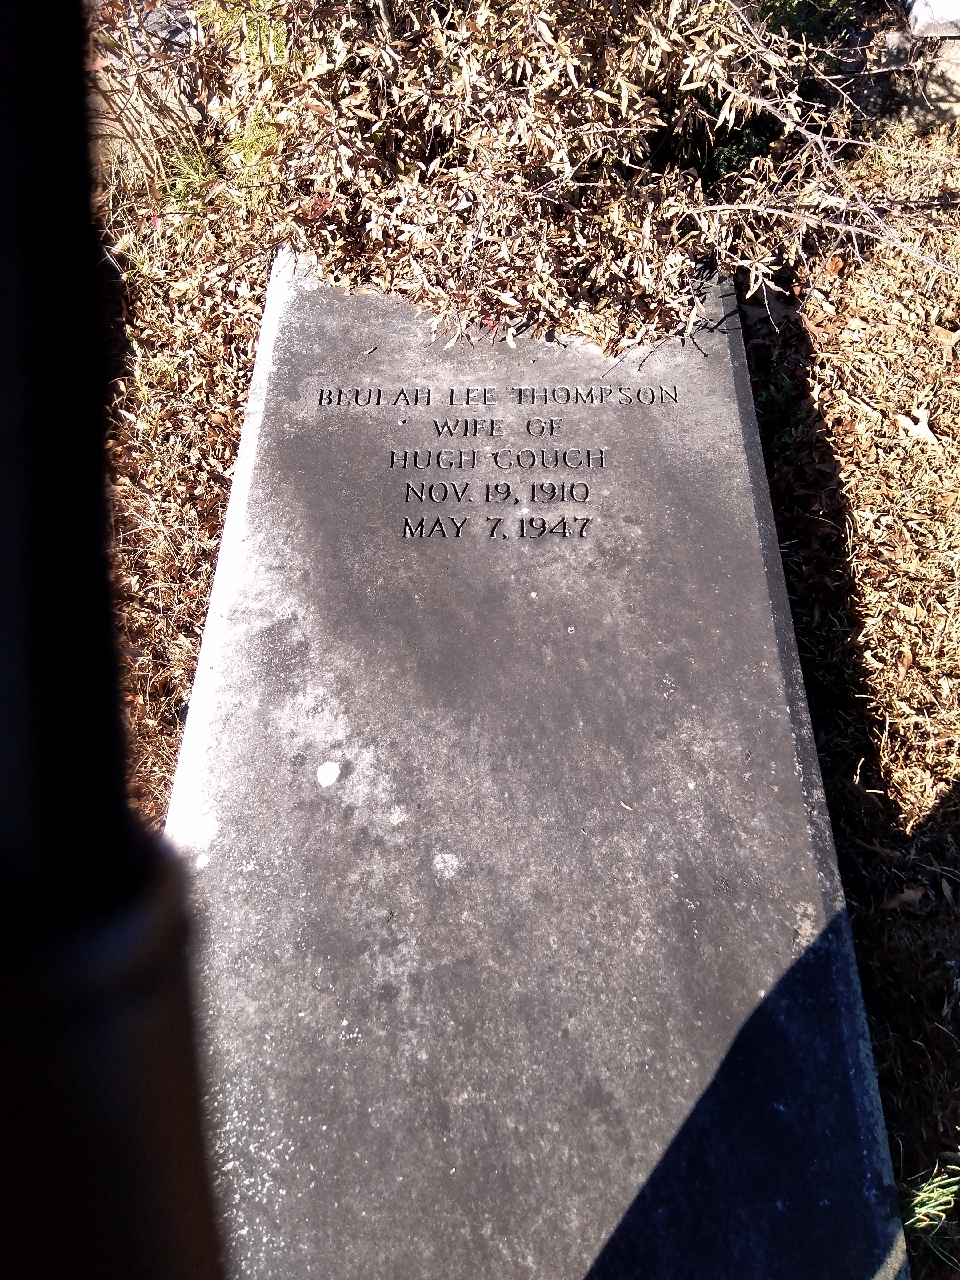 BEULAH LEE THOMPSON
WIFE OF
HUGH COUCH
NOV. 19, 1910
MAY 7, 1947